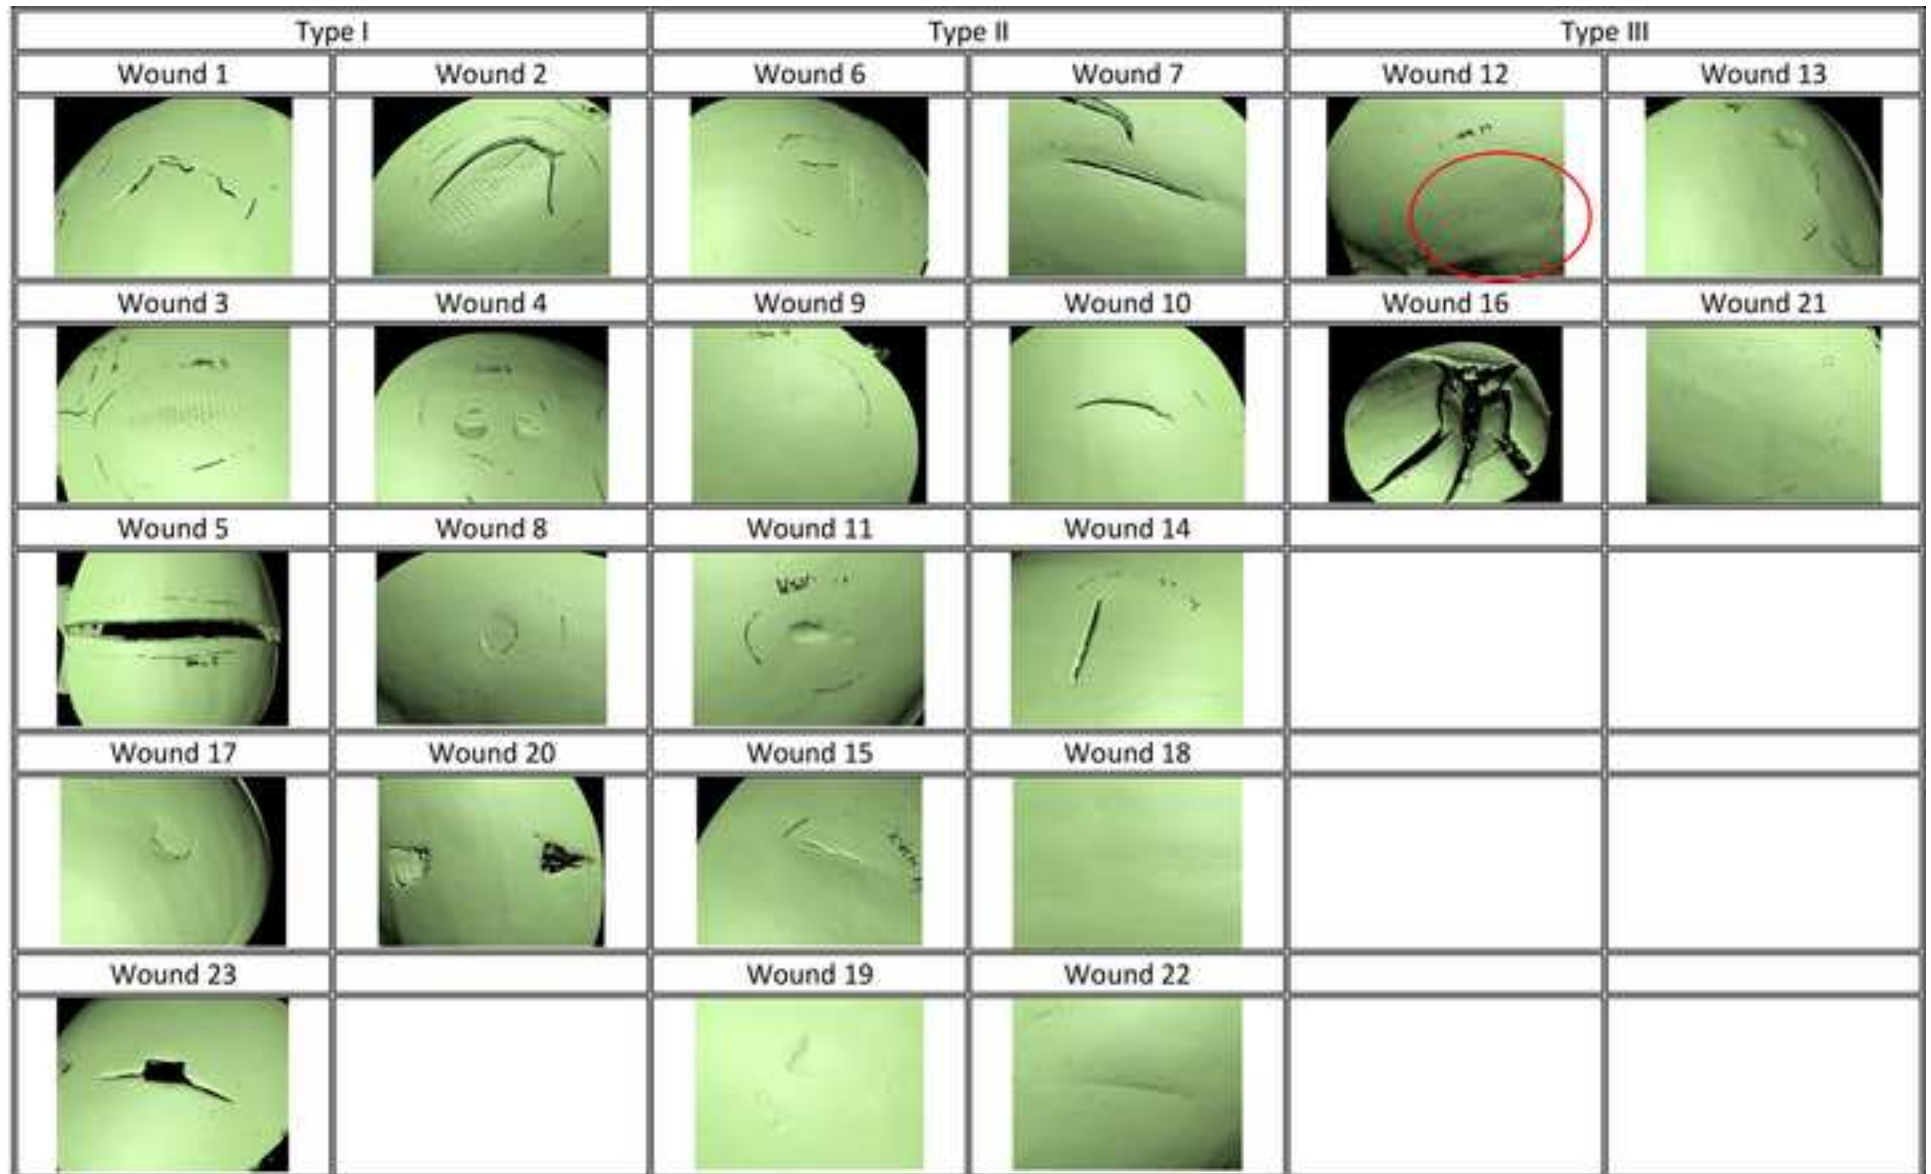 Type I Type II Type III
Wound 1 Wound 2 Wound 6 Wound 7 Wound 12 Wound 13
Wound 3 Wound 4 Wound 9 Wound 10 Wound 16 Wound 21
Wound 5 Wound 8 Wound 11 Wound 14
Wound 17 Wound 20 Wound 15 Wound 18
Wound 23 Wound 19 Wound 22